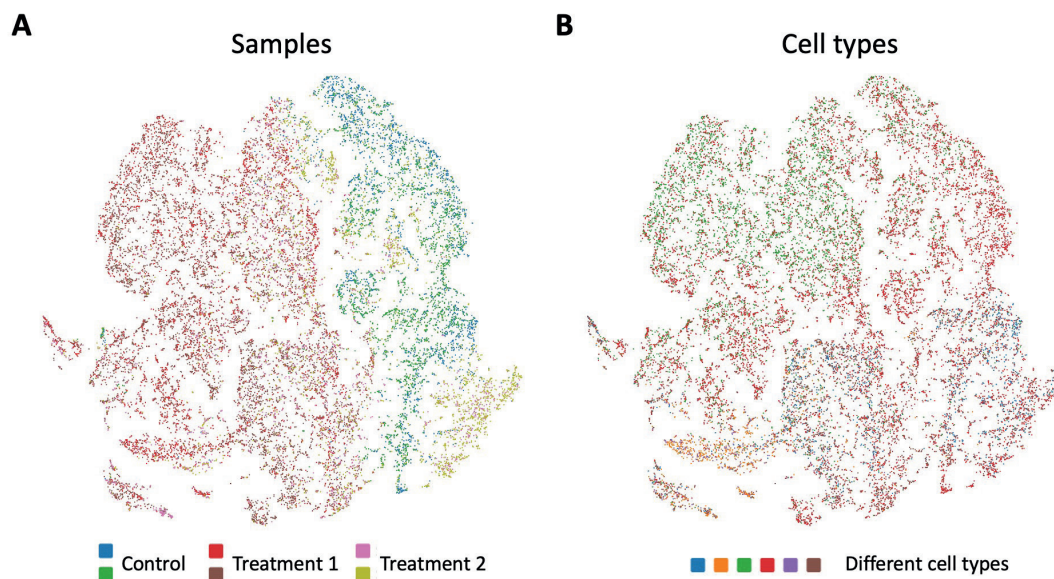 A
Samples
Control
Treatment 1
Treatment 2
B
Cell types
Different cell types